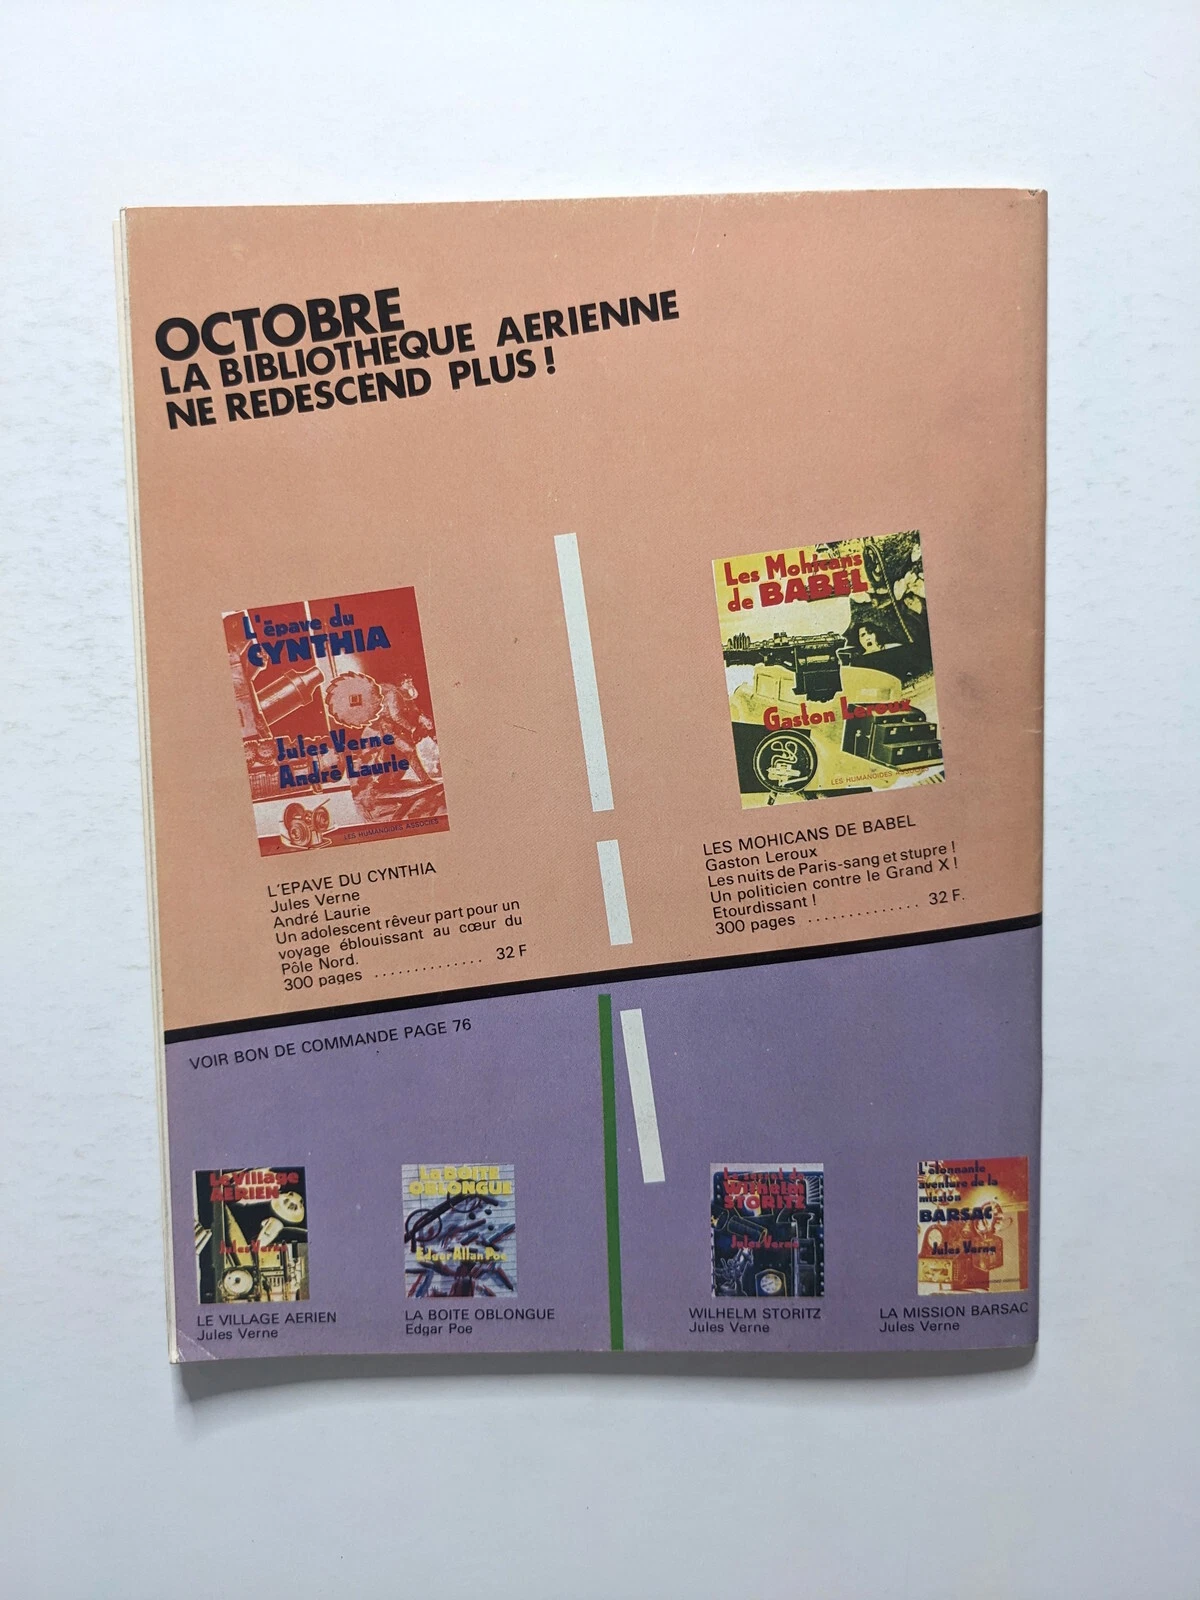 OCTOBRE
LA BIBLIOTHEQUE AERIENNE
NE REDESCEND PLUS !
L'épave du
CYNTHIA
Jules Verne
André Laurie
LES HUMANOIDES ASSOCIES
L'EPAVE DU CYNTHIA
Jules Verne
André Laurie
Un adolescent rêveur part pour un
voyage éblouissant au cœur du
Pôle Nord.
300 pages .............. 32 F
Les Mohicans
de BABEL
Gaston Leroux
LES HUMANOIDES
LES MOHICANS DE BABEL
Gaston Leroux
Les nuits de Paris-sang et stupre !
Un politicien contre le Grand X !
Etourdissant !
300 pages .............. 32 F.
VOIR BON DE COMMANDE PAGE 76
Le Village
AERIEN
Jules Verne
LE VILLAGE AERIEN
Jules Verne
La BOITE
OBLONGUE
Edgar Allan Poe
LA BOITE OBLONGUE
Edgar Poe
Wilhelm
STORITZ
Jules Verne
WILHELM STORITZ
Jules Verne
L'étonnante
aventure de la
mission
BARSAC
Jules Verne
LA MISSION BARSAC
Jules Verne